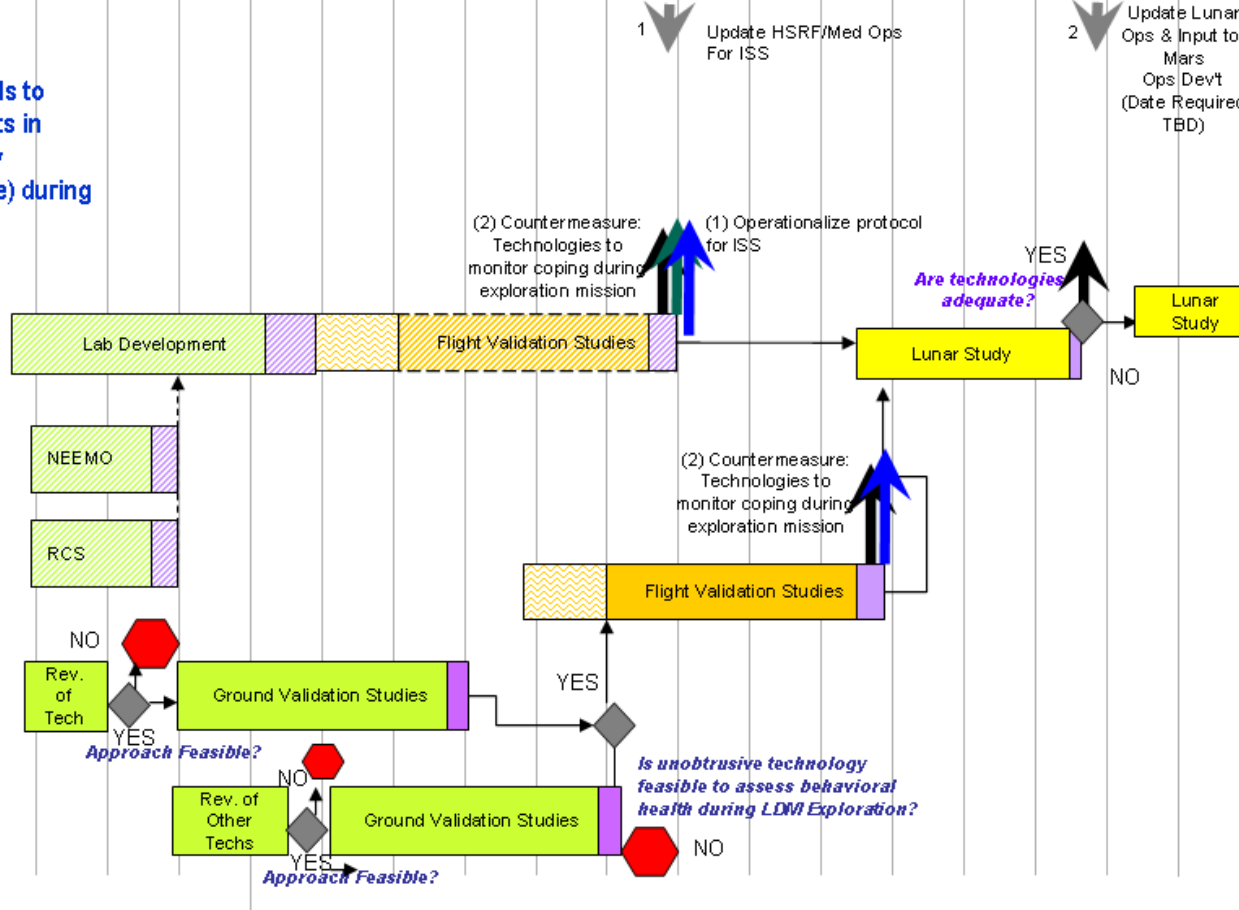 1
Update HSRF/Med Ops
For ISS
2
Update Lunar
Ops & Input to
Mars
Ops Dev't
(Date Required
TBD)
ls to
ts in
e) during
(2) Countermeasure:
Technologies to
monitor coping during
exploration mission
(1) Operationalize protocol
for ISS
YES
Are technologies
adequate?
Lunar
Study
Lab Development
Flight Validation Studies
Lunar Study
NO
NEEMO
(2) Countermeasure:
Technologies to
monitor coping during
exploration mission
RCS
Flight Validation Studies
NO
Rev.
of
Tech
Ground Validation Studies
YES
YES
Approach Feasible?
NO
Is unobtrusive technology
feasible to assess behavioral
health during LDM Exploration?
Rev. of
Other
Techs
Ground Validation Studies
NO
YES
Approach Feasible?